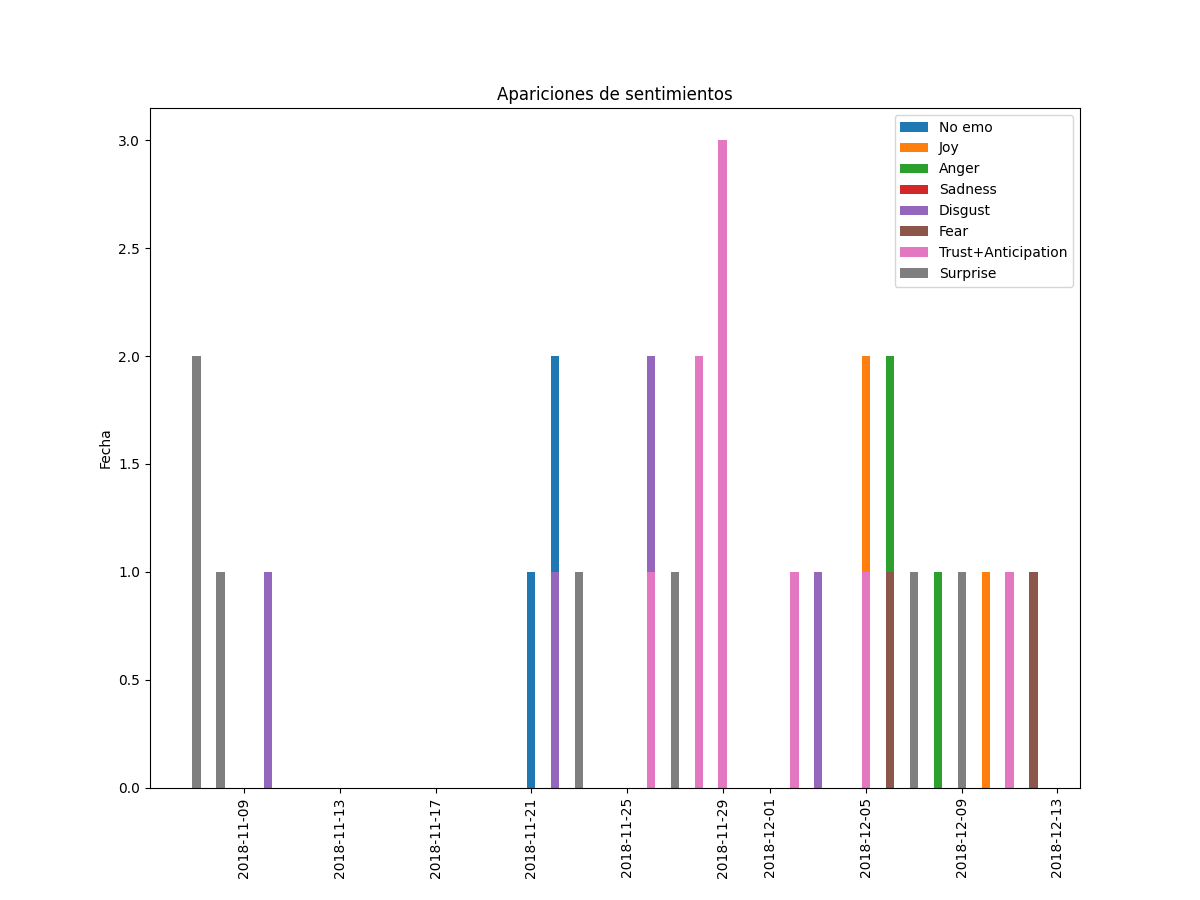 Apariciones de sentimientos
No emo
Joy
Anger
Sadness
Disgust
Fear
Trust+Anticipation
Surprise
Fecha
3.0
2.5
2.0
1.5
1.0
0.5
0.0
2018-11-09
2018-11-13
2018-11-17
2018-11-21
2018-11-25
2018-11-29
2018-12-01
2018-12-05
2018-12-09
2018-12-13